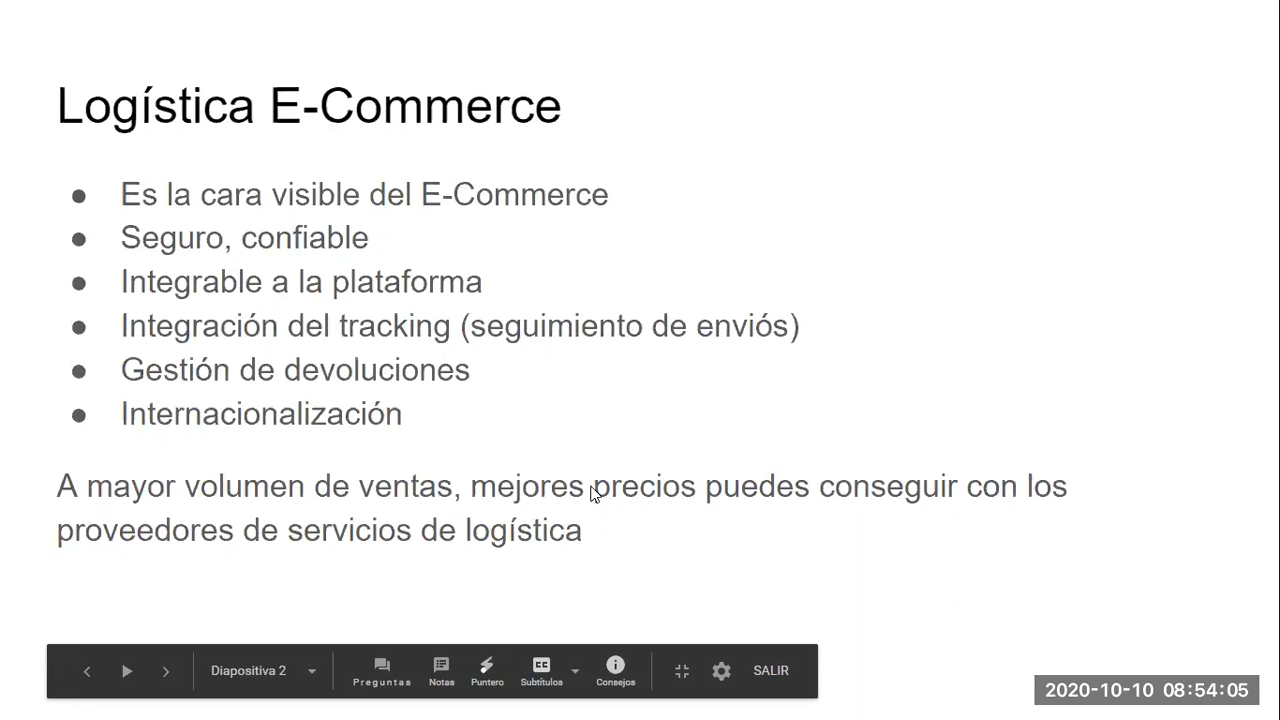 Logística E-Commerce
● Es la cara visible del E-Commerce
● Seguro, confiable
● Integrable a la plataforma
● Integración del tracking (seguimiento de enviós)
● Gestión de devoluciones
● Internacionalización
A mayor volumen de ventas, mejores precios puedes conseguir con los
proveedores de servicios de logística
Diapositiva 2 Preguntas Notas Puntero Subtítulos Consejos SALIR
2020-10-10 08:54:05